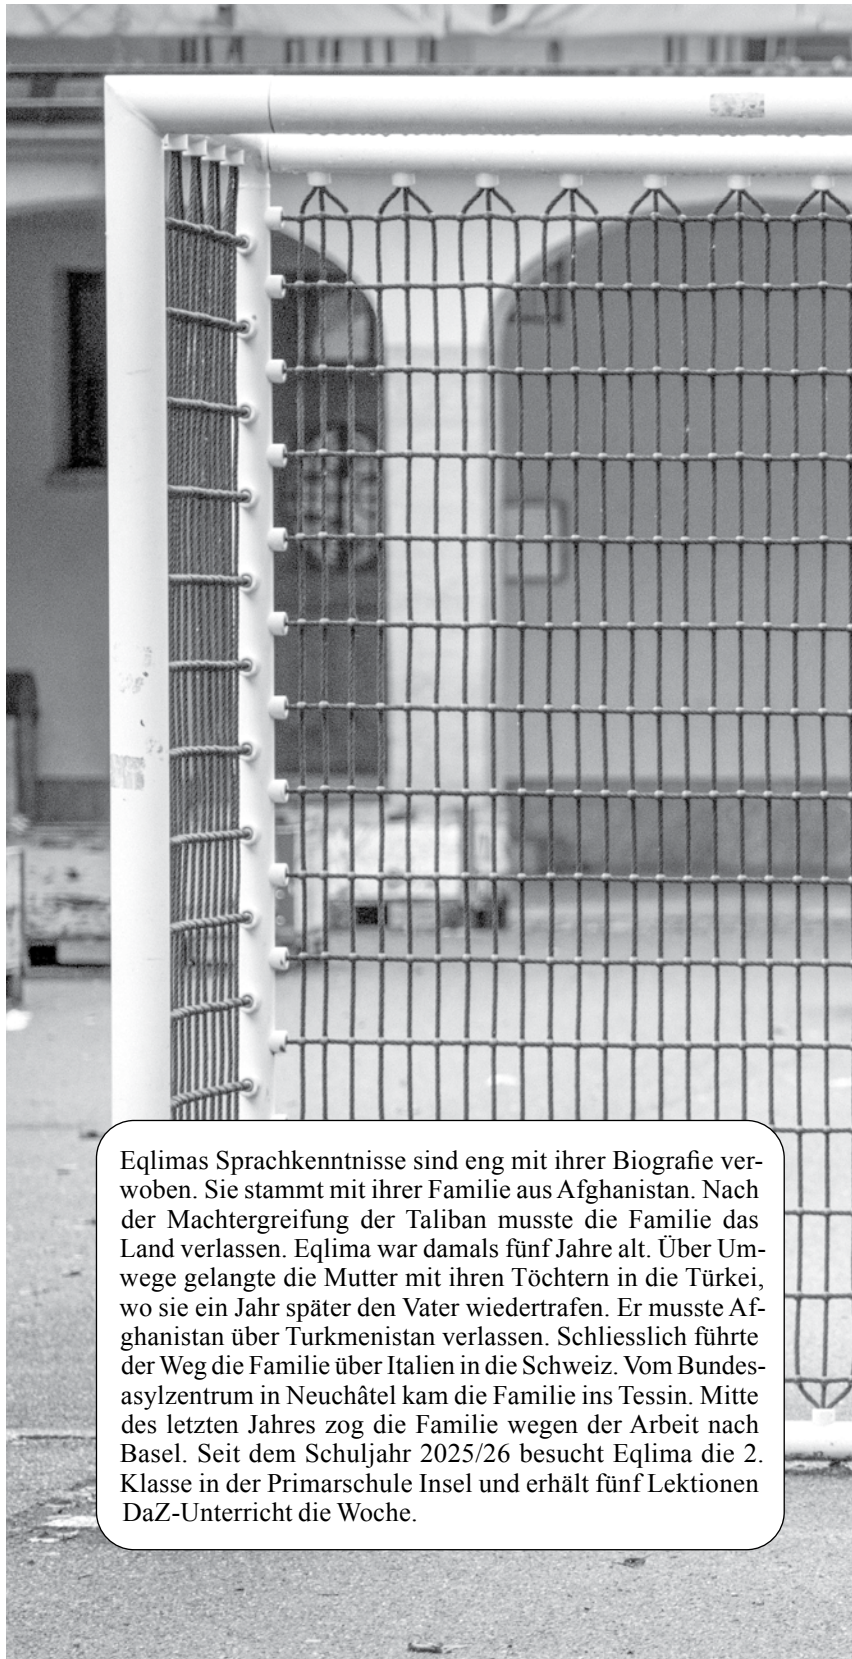 Eqlimas Sprachkenntnisse sind eng mit ihrer Biografie ver-
woben. Sie stammt mit ihrer Familie aus Afghanistan. Nach
der Machtergreifung der Taliban musste die Familie das
Land verlassen. Eqlima war damals fünf Jahre alt. Über Um-
wege gelangte die Mutter mit ihren Töchtern in die Türkei,
wo sie ein Jahr später den Vater wiedertrafen. Er musste Af-
ghanistan über Turkmenistan verlassen. Schliesslich führte
der Weg die Familie über Italien in die Schweiz. Vom Bundes-
asylzentrum in Neuchâtel kam die Familie ins Tessin. Mitte
des letzten Jahres zog die Familie wegen der Arbeit nach
Basel. Seit dem Schuljahr 2025/26 besucht Eqlima die 2.
Klasse in der Primarschule Insel und erhält fünf Lektionen
DaZ-Unterricht die Woche.